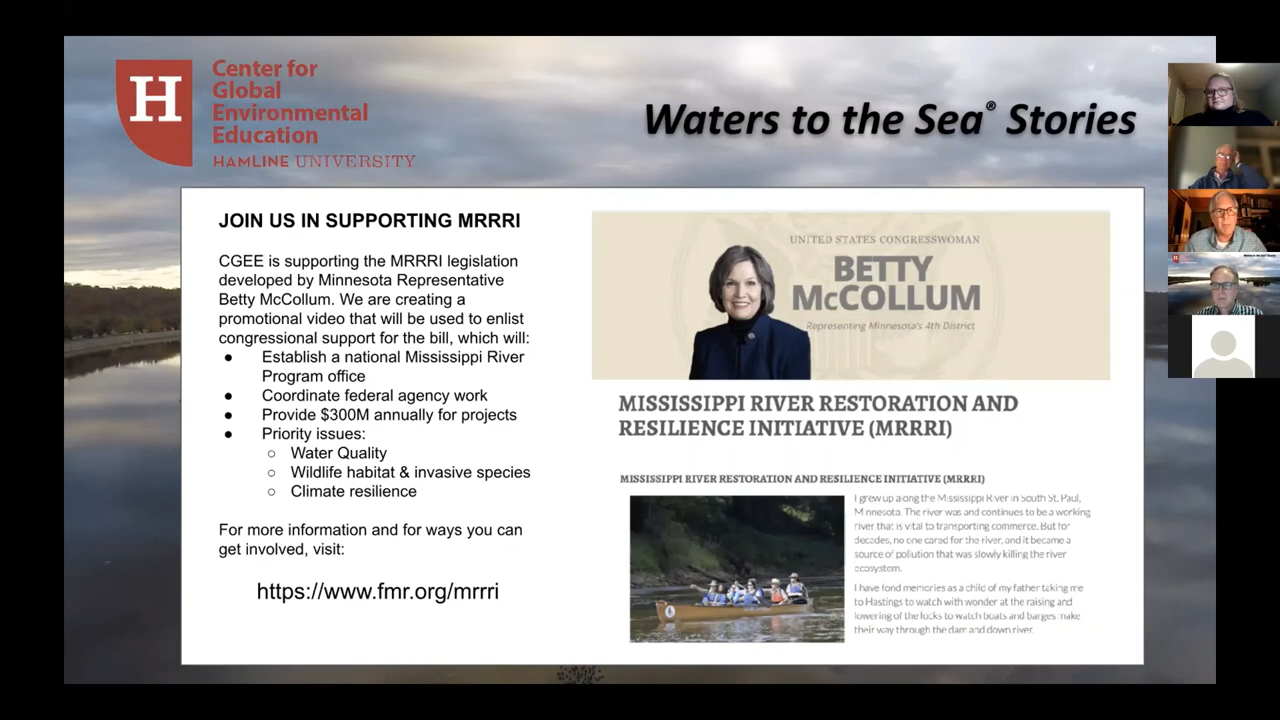 H
Center for
Global
Environmental
Education
HAMLINE UNIVERSITY
Waters to the Sea® Stories
JOIN US IN SUPPORTING MRRRI
CGEE is supporting the MRRRI legislation
developed by Minnesota Representative
Betty McCollum. We are creating a
promotional video that will be used to enlist
congressional support for the bill, which will:
● Establish a national Mississippi River
Program office
● Coordinate federal agency work
● Provide $300M annually for projects
● Priority issues:
○ Water Quality
○ Wildlife habitat & invasive species
○ Climate resilience
For more information and for ways you can
get involved, visit:
https://www.fmr.org/mrrri
UNITED STATES CONGRESSWOMAN
BETTY
McCOLLUM
Representing Minnesota's 4th District
MISSISSIPPI RIVER RESTORATION AND
RESILIENCE INITIATIVE (MRRRI)
MISSISSIPPI RIVER RESTORATION AND RESILIENCE INITIATIVE (MRRRI)
I grew up along the Mississippi River in South St. Paul,
Minnesota. The river was and continues to be a working
river that is vital to transporting commerce. But for
decades, no one cared for the river, and it became a
source of pollution that was slowly killing the river
ecosystem.
I have fond memories as a child of my father taking me
to Hastings to watch with wonder at the raising and
lowering of the locks to watch boats and barges make
their way through the dam and down river.